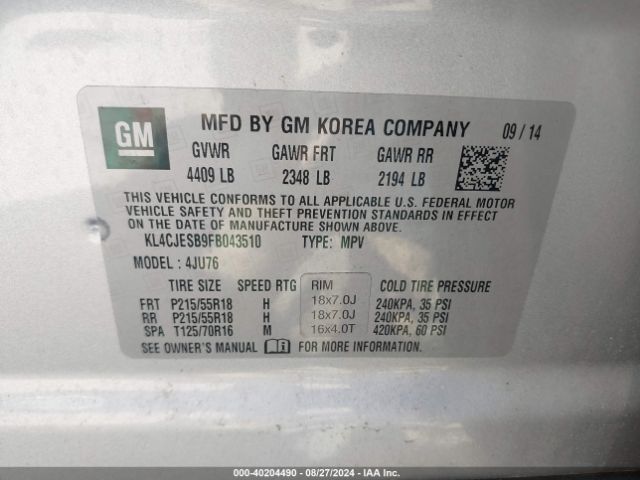 GM
MFD BY GM KOREA COMPANY 09 / 14
GVWR GAWR FRT GAWR RR
4409 LB 2348 LB 2194 LB
THIS VEHICLE CONFORMS TO ALL APPLICABLE U.S. FEDERAL MOTOR
VEHICLE SAFETY AND THEFT PREVENTION STANDARDS IN EFFECT
ON THE DATE OF MANUFACTURE SHOWN ABOVE.
KL4CJESB9FB043510 TYPE: MPV
MODEL : 4JU76
TIRE SIZE SPEED RTG RIM COLD TIRE PRESSURE
FRT P215/55R18 H 18x7.0J 240KPA, 35 PSI
RR P215/55R18 H 18x7.0J 240KPA, 35 PSI
SPA T125/70R16 M 16x4.0T 420KPA, 60 PSI
SEE OWNER'S MANUAL FOR MORE INFORMATION.
000-40204490 - 08/27/2024 - IAA Inc.